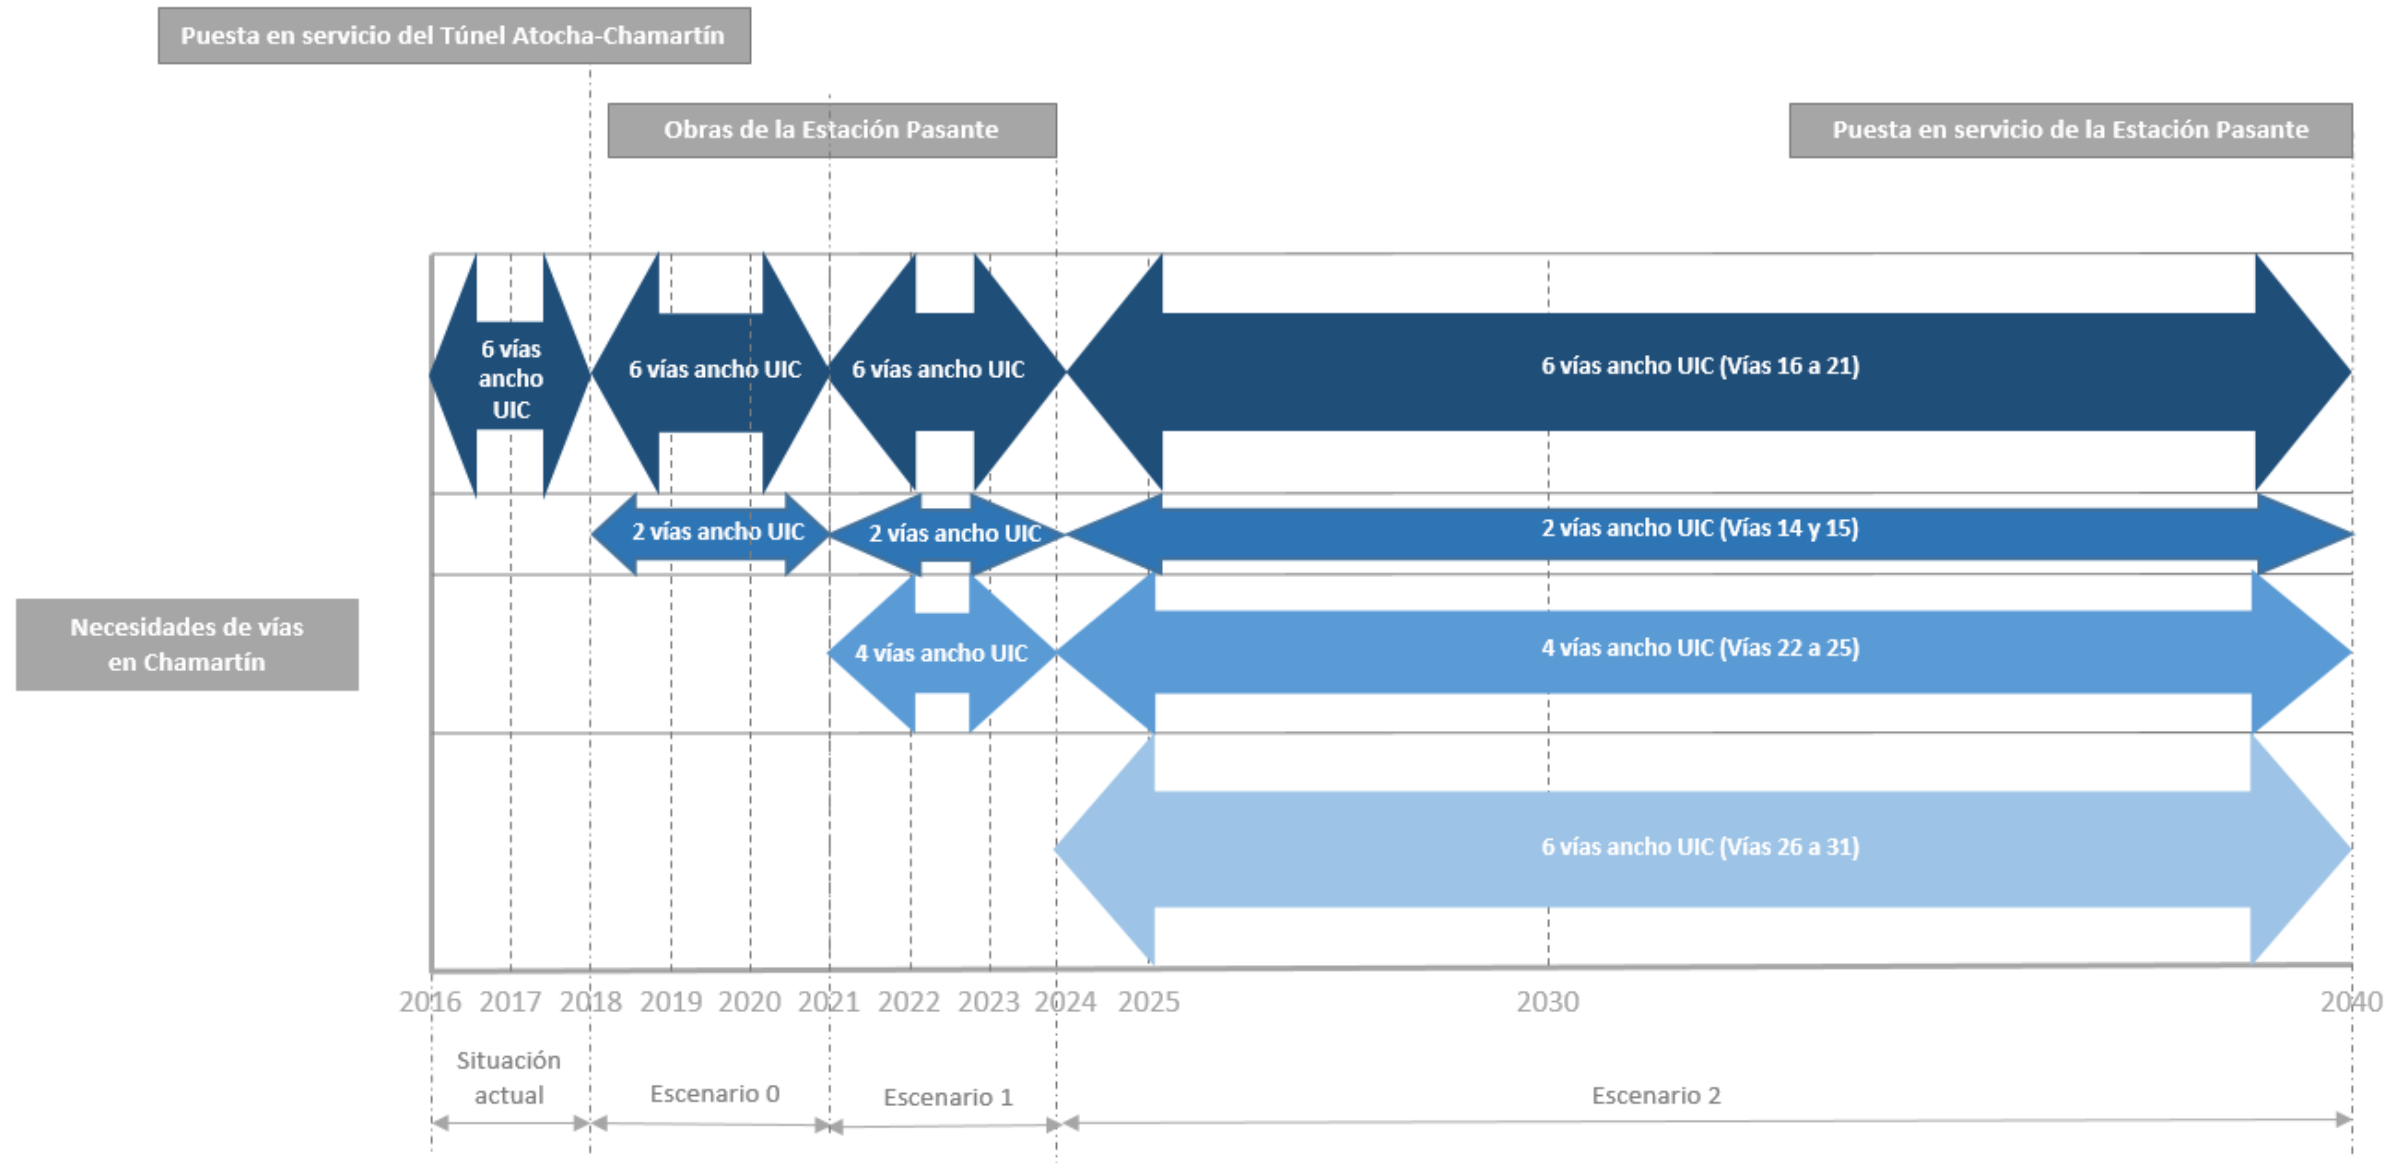 Puesta en servicio del Túnel Atocha-Chamartín
Obras de la Estación Pasante
Puesta en servicio de la Estación Pasante
6 vías
ancho
UIC
6 vías ancho UIC
6 vías ancho UIC
6 vías ancho UIC (Vías 16 a 21)
2 vías ancho UIC
2 vías ancho UIC
2 vías ancho UIC (Vías 14 y 15)
Necesidades de vías
en Chamartín
4 vías ancho UIC
4 vías ancho UIC (Vías 22 a 25)
6 vías ancho UIC (Vías 26 a 31)
2016 2017 2018 2019 2020 2021 2022 2023 2024 2025 2030 2040
Situación
actual
Escenario 0
Escenario 1
Escenario 2